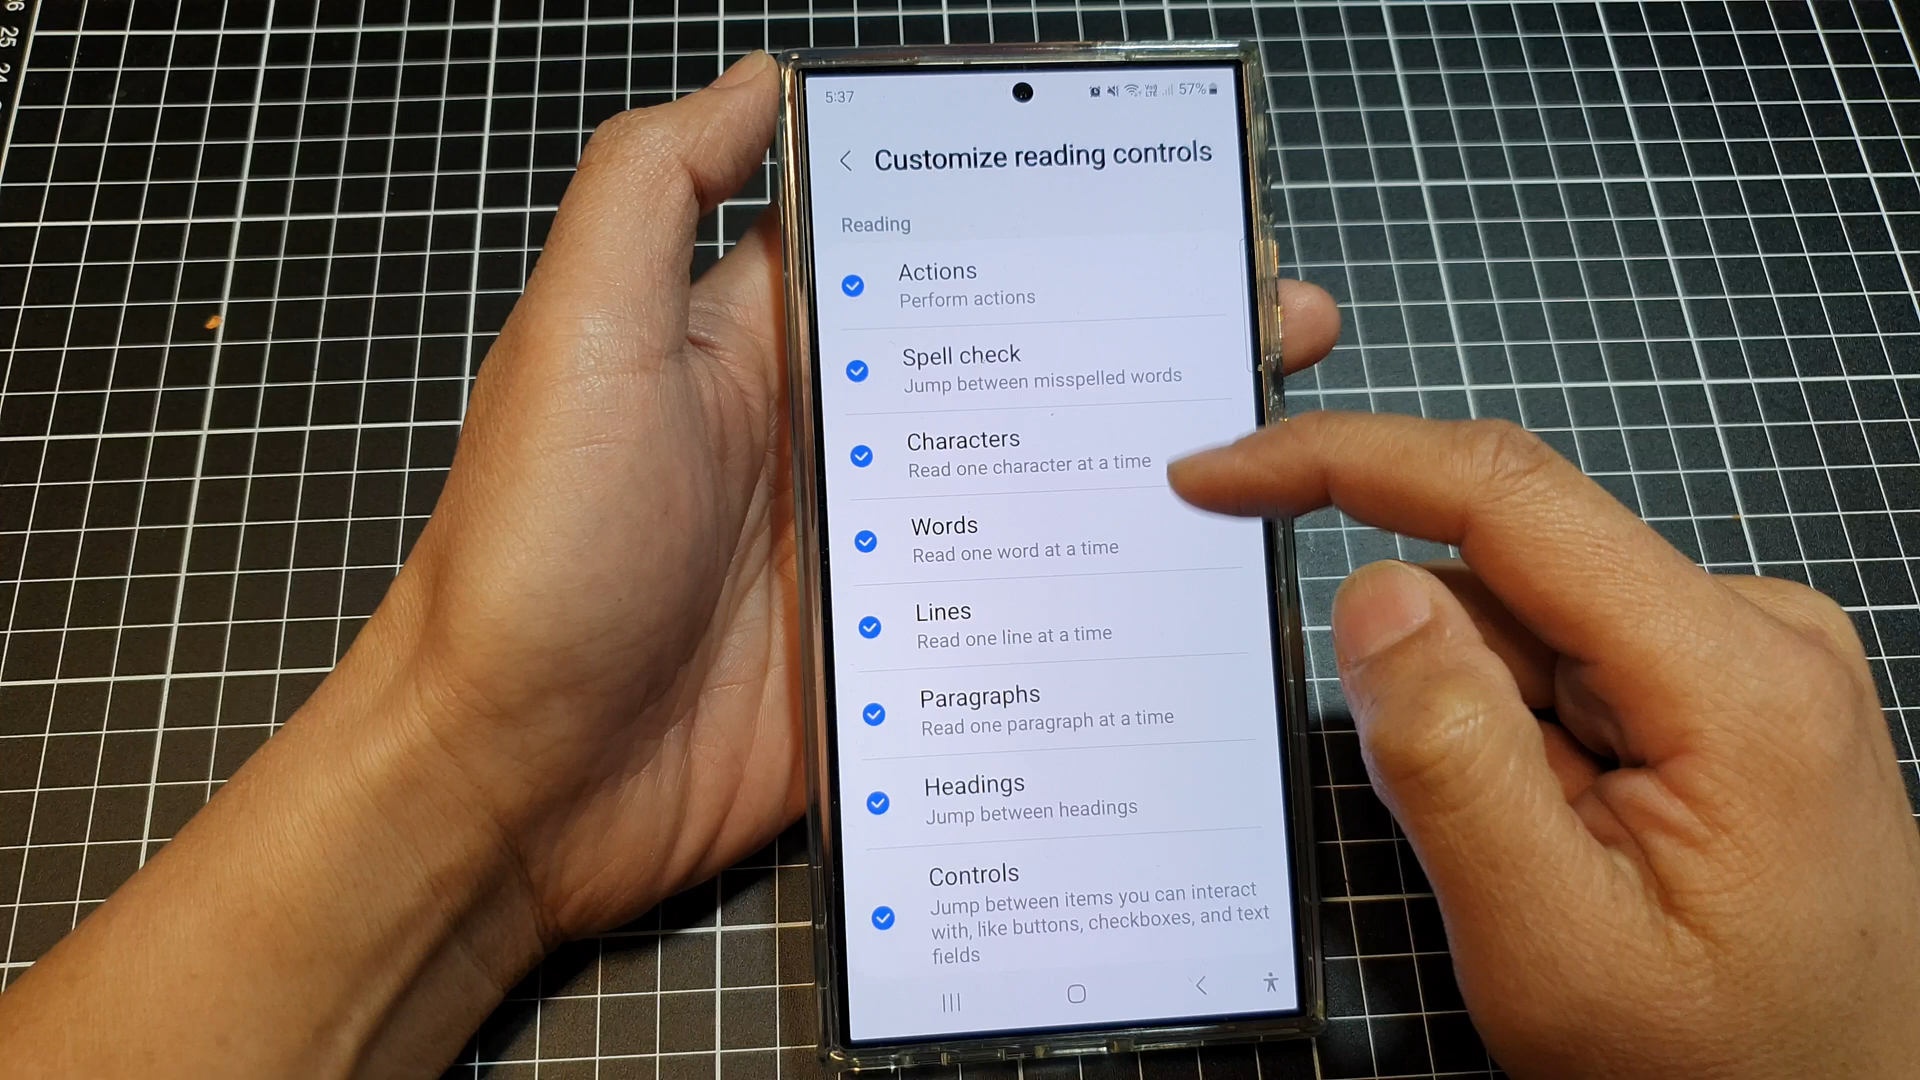 26
25
24
5:37
57%
Customize reading controls
Reading
Actions
Perform actions
Spell check
Jump between misspelled words
Characters
Read one character at a time
Words
Read one word at a time
Lines
Read one line at a time
Paragraphs
Read one paragraph at a time
Headings
Jump between headings
Controls
Jump between items you can interact
with, like buttons, checkboxes, and text
fields